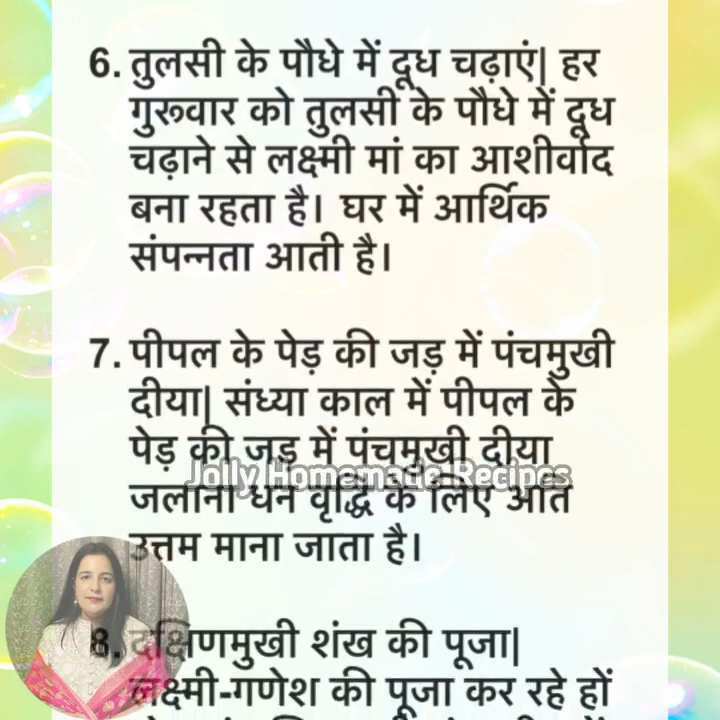 6. तुलसी के पौधे में दूध चढ़ाएं| हर
गुरुवार को तुलसी के पौधे में दूध
चढ़ाने से लक्ष्मी मां का आशीर्वाद
बना रहता है। घर में आर्थिक
संपन्नता आती है।
7. पीपल के पेड़ की जड़ में पंचमुखी
दीया| संध्या काल में पीपल के
पेड़ की जड़ में पंचमुखी दीया
Jolly Homemade Recipes
जलाना धन वृद्धि के लिए अति
उत्तम माना जाता है।
8. दक्षिणमुखी शंख की पूजा|
लक्ष्मी-गणेश की पूजा कर रहे हों